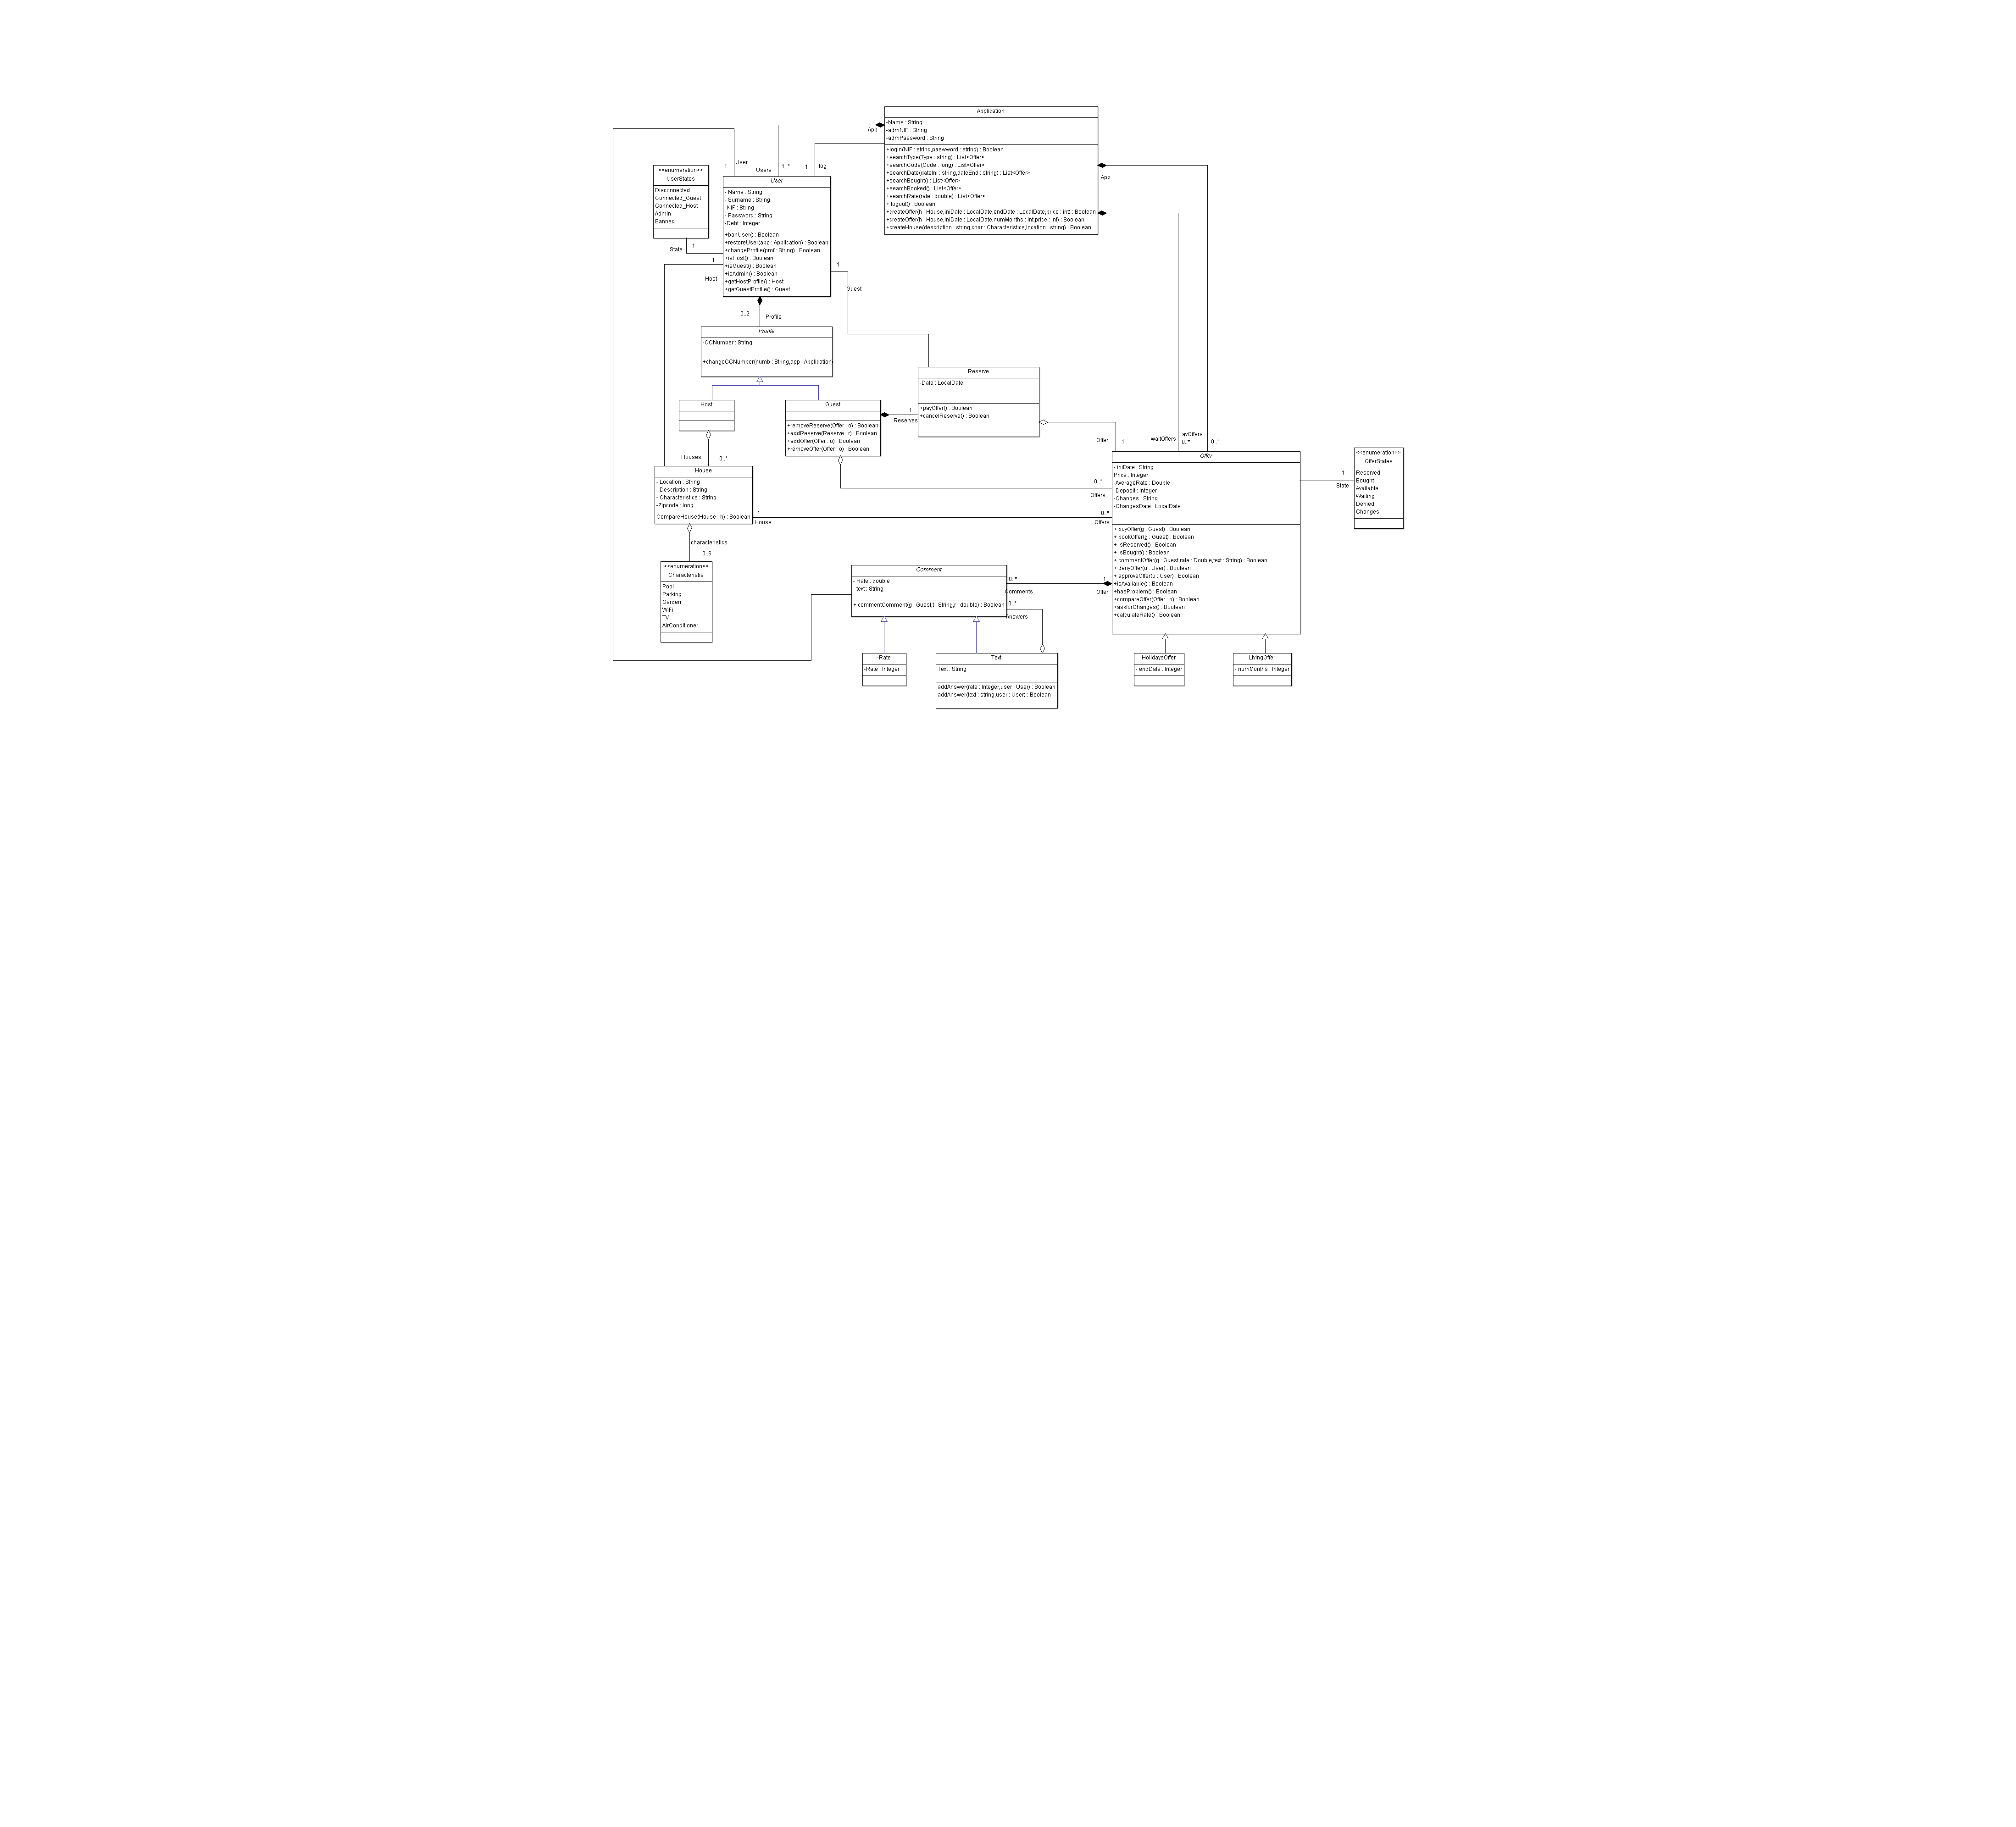 Application
-Name : String
-admNIF : String
-admPassword : String
+login(NIF : string,paswword : string) : Boolean
+searchType(Type : string) : List<Offer>
+searchCode(Code : long) : List<Offer>
+searchDate(dateIni : string,dateEnd : string) : List<Offer>
+searchBought() : List<Offer>
+searchBooked() : List<Offer>
+searchRate(rate : double) : List<Offer>
+ logout() : Boolean
+createOffer(h : House,iniDate : LocalDate,endDate : LocalDate,price : int) : Boolean
+createOffer(h : House,iniDate : LocalDate,numMonths : int,price : int) : Boolean
+createHouse(description : string,char : Characteristics,location : string) : Boolean
App
App
1
User
Users
1..*
1
log
<<enumeration>>
UserStates
Disconnected
Connected_Guest
Connected_Host
Admin
Banned
State
1
User
- Name : String
- Surname : String
-NIF : String
- Password : String
-Debt : Integer
+banUser() : Boolean
+restoreUser(app : Application) : Boolean
+changeProfile(prof : String) : Boolean
+isHost() : Boolean
+isGuest() : Boolean
+isAdmin() : Boolean
+getHostProfile() : Host
+getGuestProfile() : Guest
1
Host
1
Guest
0..2
Profile
Profile
-CCNumber : String
+changeCCNumber(numb : String,app : Application)
Host
Guest
+removeReserve(Offer : o) : Boolean
+addReserve(Reserve : r) : Boolean
+addOffer(Offer : o) : Boolean
+removeOffer(Offer : o) : Boolean
1
Reserves
Reserve
-Date : LocalDate
+payOffer() : Boolean
+cancelReserve() : Boolean
Offer
1
waitOffers
0..*
avOffers
0..*
Houses
0..*
House
- Location : String
- Description : String
- Characteristics : String
-Zipcode : long
CompareHouse(House : h) : Boolean
1
House
0..*
Offers
0..*
Offers
characteristics
0..6
<<enumeration>>
Characteristis
Pool
Parking
Garden
WiFi
TV
AirConditioner
Offer
- iniDate : String
Price : Integer
-AverageRate : Double
-Deposit : Integer
-Changes : String
-ChangesDate : LocalDate
+ buyOffer(g : Guest) : Boolean
+ bookOffer(g : Guest) : Boolean
+ isReserved() : Boolean
+ isBought() : Boolean
+ commentOffer(g : Guest,rate : Double,text : String) : Boolean
+ denyOffer(u : User) : Boolean
+ approveOffer(u : User) : Boolean
+isAvaliable() : Boolean
+hasProblem() : Boolean
+compareOffer(Offer : o) : Boolean
+askforChanges() : Boolean
+calculateRate() : Boolean
1
State
<<enumeration>>
OfferStates
Reserved
Bought
Available
Waiting
Denied
Changes
Comment
- Rate : double
- text : String
+ commentComment(g : Guest,t : String,r : double) : Boolean
0..*
Comments
1
Offer
0..*
Answers
-Rate
-Rate : Integer
Text
Text : String
addAnswer(rate : Integer,user : User) : Boolean
addAnswer(text : string,user : User) : Boolean
HolidaysOffer
- endDate : Integer
LivingOffer
- numMonths : Integer